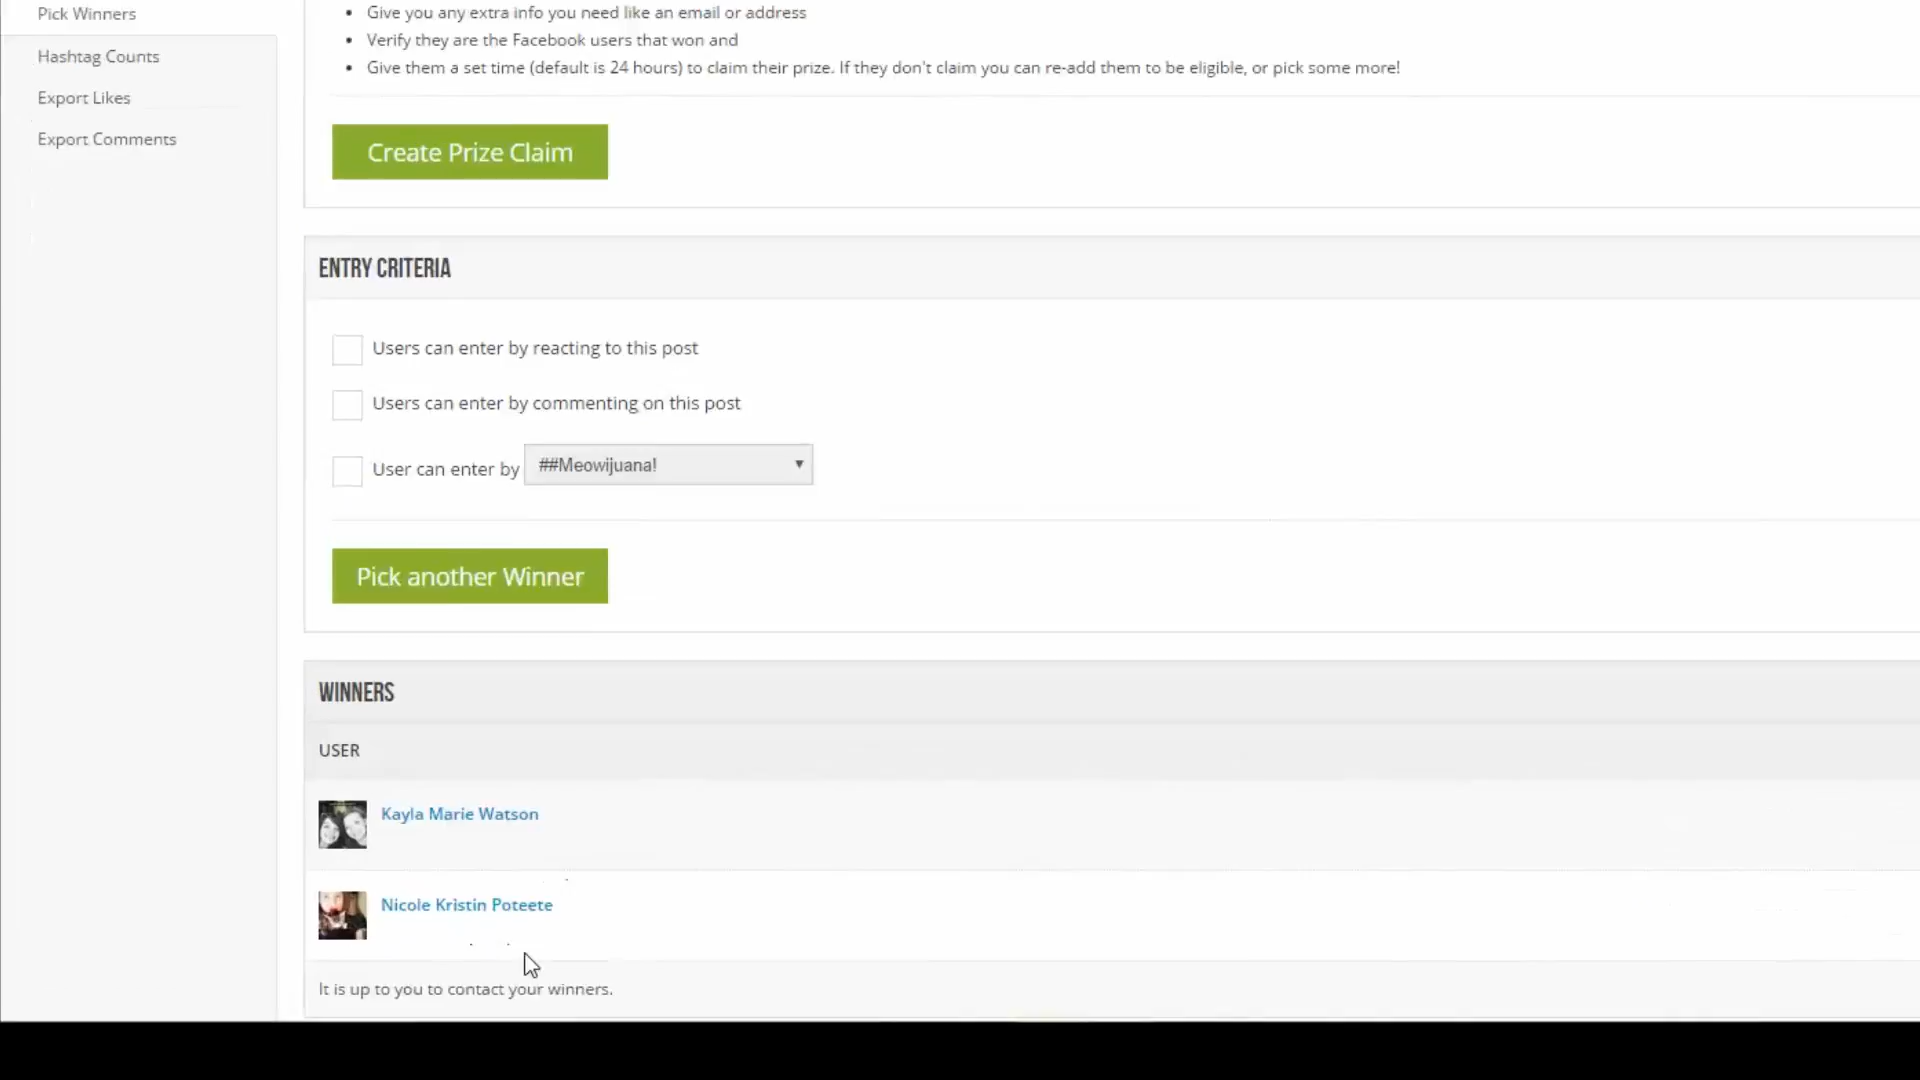 Pick Winners
Hashtag Counts
Export Likes
Export Comments
Give you any extra info you need like an email or address
Verify they are the Facebook users that won and
Give them a set time (default is 24 hours) to claim their prize. If they don't claim you can re-add them to be eligible, or pick some more!
Create Prize Claim
ENTRY CRITERIA
Users can enter by reacting to this post
Users can enter by commenting on this post
User can enter by ##Meowijuana!
Pick another Winner
WINNERS
USER
Kayla Marie Watson
Nicole Kristin Poteete
It is up to you to contact your winners.